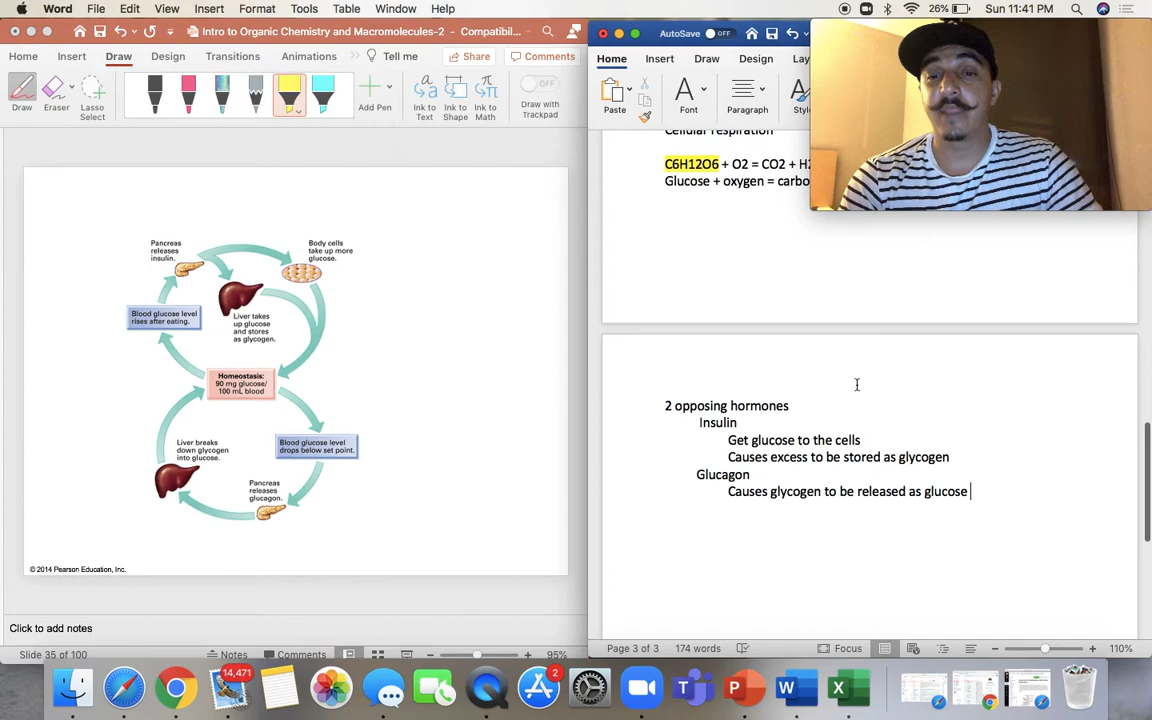 Word File Edit View Insert Format Tools Table Window Help 26% Sun 11:41 PM
Intro to Organic Chemistry and Macromolecules-2 - Compatibil...
Home Insert Draw Design Transitions Animations Tell me Share Comments
Draw
Eraser
Lasso
Select
Add Pen
Ink to
Text
Ink to
Shape
Ink to
Math
OFF
Draw with
Trackpad
Pancreas
releases
insulin.
Body cells
take up more
glucose.
Liver takes
up glucose
and stores
as glycogen.
Blood glucose level
rises after eating.
Homeostasis:
90 mg glucose/
100 mL blood
Blood glucose level
drops below set point.
Liver breaks
down glycogen
into glucose.
Pancreas
releases
glucagon.
© 2014 Pearson Education, Inc.
Click to add notes
Slide 35 of 100 Notes Comments 95%
AutoSave OFF
Home Insert Draw Design Lay
Paste Font Paragraph Style
Cellular respiration
C6H12O6 + O2 = CO2 + H2
Glucose + oxygen = carbo
2 opposing hormones
Insulin
Get glucose to the cells
Causes excess to be stored as glycogen
Glucagon
Causes glycogen to be released as glucose
Page 3 of 3 174 words Focus 110%
14,471
2